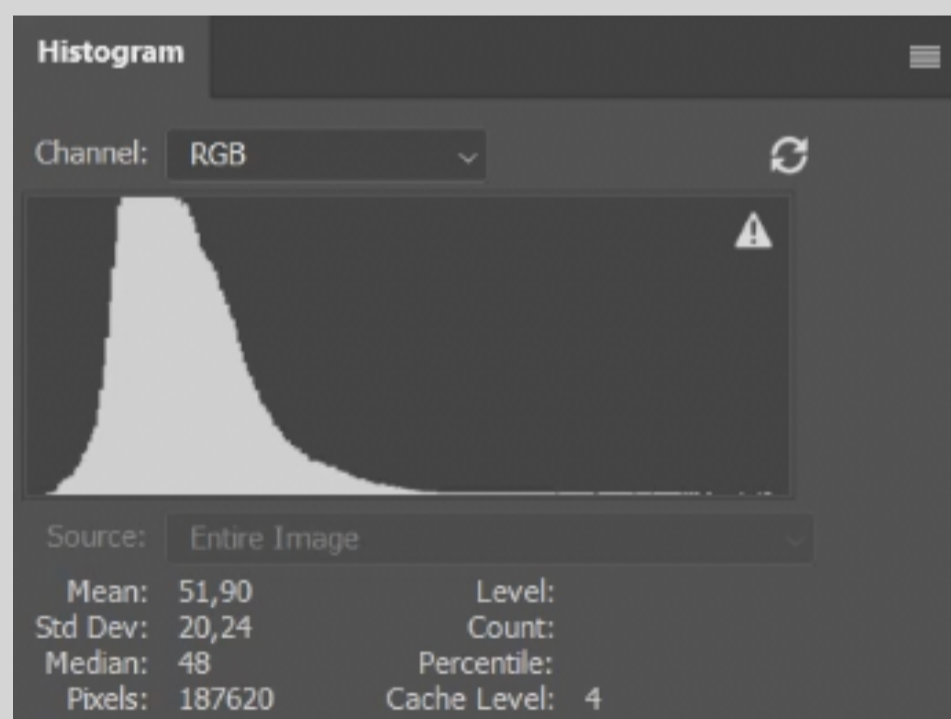 Histogram
Channel: RGB
Source: Entire Image
Mean: 51,90 Level:
Std Dev: 20,24 Count:
Median: 48 Percentile:
Pixels: 187620 Cache Level: 4